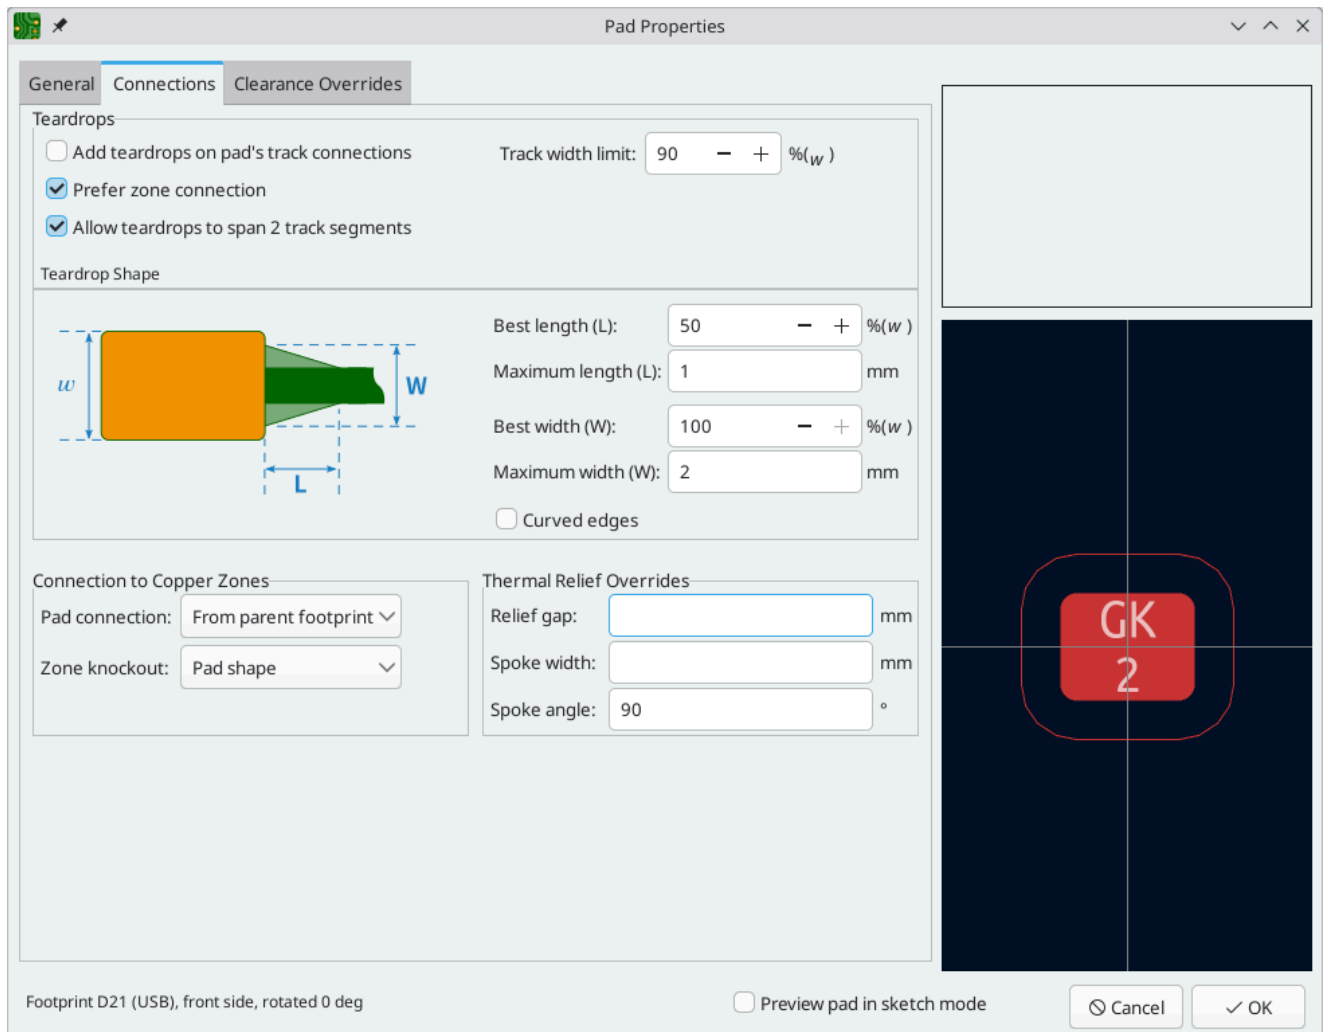 Pad Properties
General Connections Clearance Overrides
Teardrops
Add teardrops on pad's track connections
Track width limit: 90 %(w )
Prefer zone connection
Allow teardrops to span 2 track segments
Teardrop Shape
w
W
L
Best length (L): 50 %(w )
Maximum length (L): 1 mm
Best width (W): 100 %(w )
Maximum width (W): 2 mm
Curved edges
Connection to Copper Zones
Pad connection: From parent footprint
Zone knockout: Pad shape
Thermal Relief Overrides
Relief gap: mm
Spoke width: mm
Spoke angle: 90 °
GK
2
Footprint D21 (USB), front side, rotated 0 deg
Preview pad in sketch mode
Cancel
OK